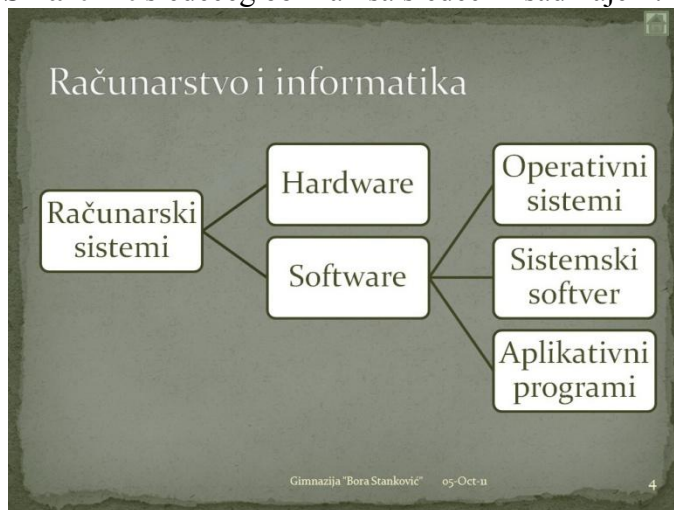 Računarstvo i informatika
Računarski
sistemi
Hardware
Software
Operativni
sistemi
Sistemski
softver
Aplikativni
programi
Gimnazija "Bora Stanković" 05-Oct-11 4